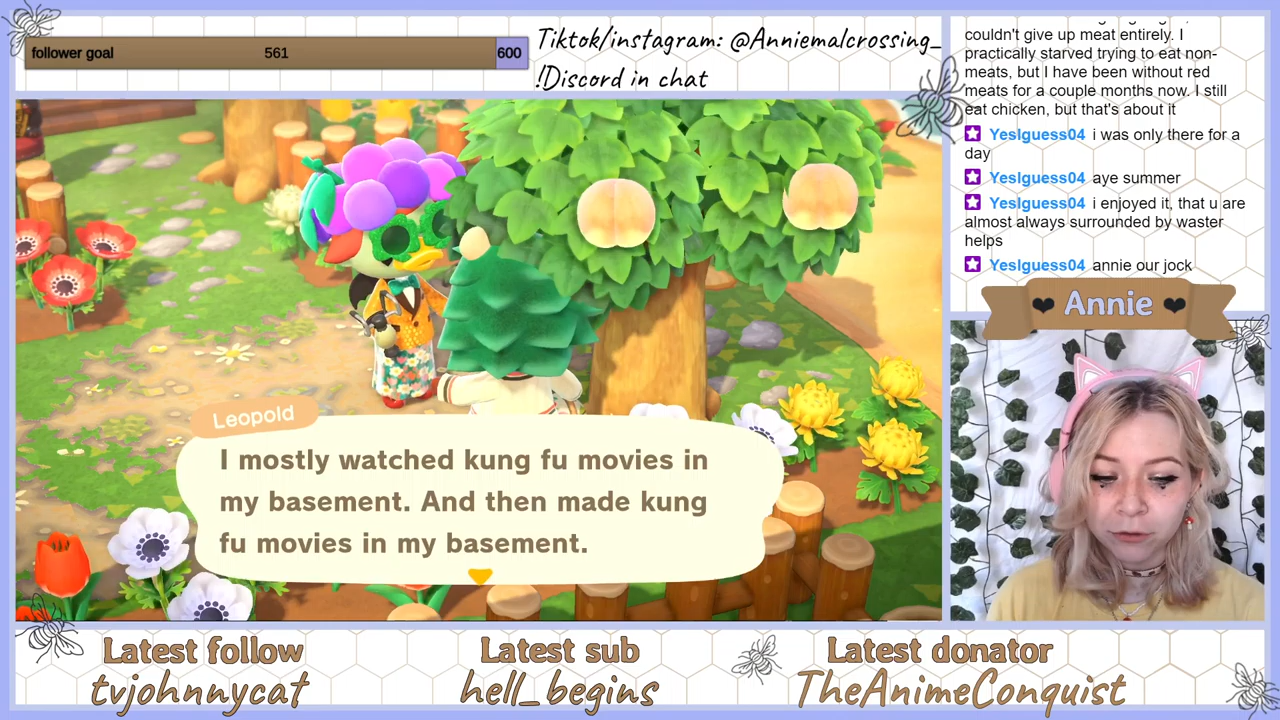 follower goal 561 600
Tiktok/instagram: @Anniemalcrossing_
!Discord in chat
couldn't give up meat entirely. I
practically starved trying to eat non-
meats, but I have been without red
meats for a couple months now. I still
eat chicken, but that's about it
YesIguess04 i was only there for a
day
YesIguess04 aye summer
YesIguess04 i enjoyed it, that u are
almost always surrounded by waster
helps
YesIguess04 annie our jock
Annie
Leopold
I mostly watched kung fu movies in
my basement. And then made kung
fu movies in my basement.
Latest follow
tvjohnnycat
Latest sub
hell_begins
Latest donator
TheAnimeConquist